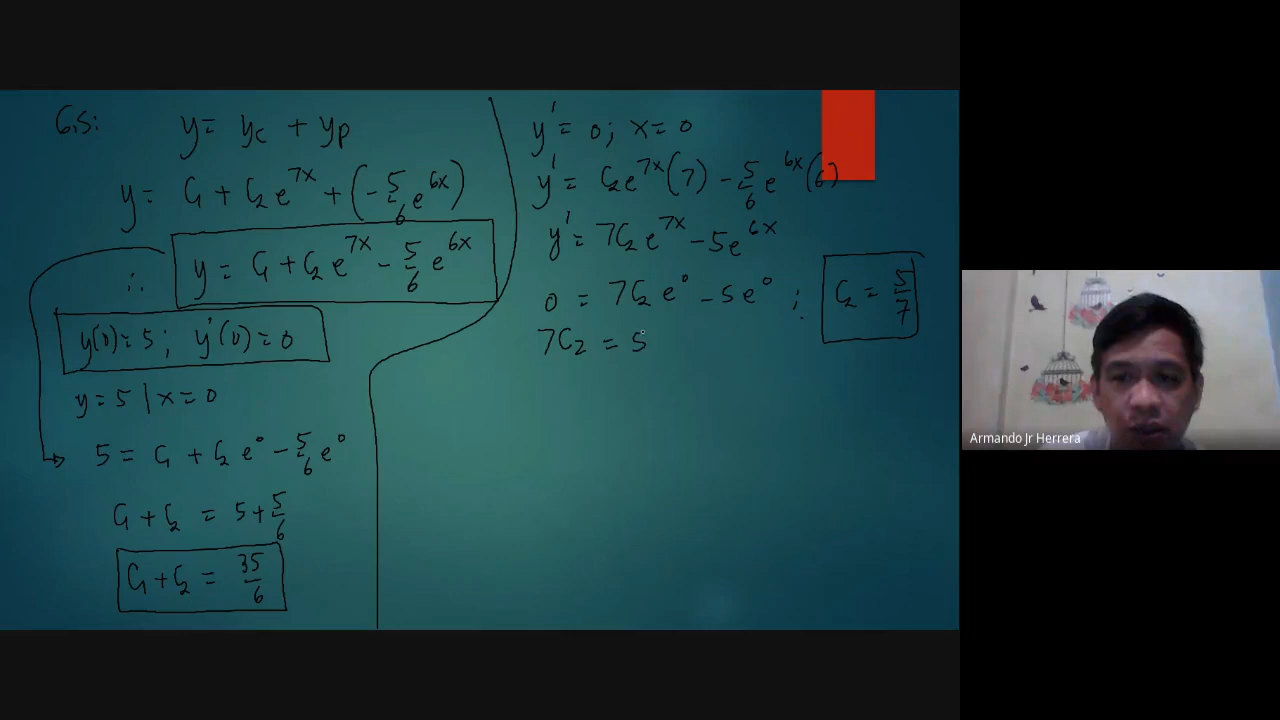 G.S: y = yc + yp
y = C₁ + C₂e^7x + (-5/6 e^6x)
∴ y = C₁ + C₂e^7x - 5/6 e^6x
y(0) = 5; y'(0) = 0
y = 5 | x = 0
5 = C₁ + C₂e^0 - 5/6 e^0
C₁ + C₂ = 5 + 5/6
C₁ + C₂ = 35/6
y' = 0; x = 0
y' = C₂e^7x(7) - 5/6 e^6x(6)
y' = 7C₂e^7x - 5e^6x
0 = 7C₂e^0 - 5e^0 ; C₂ = 5/7
7C₂ = 5
Armando Jr Herrera